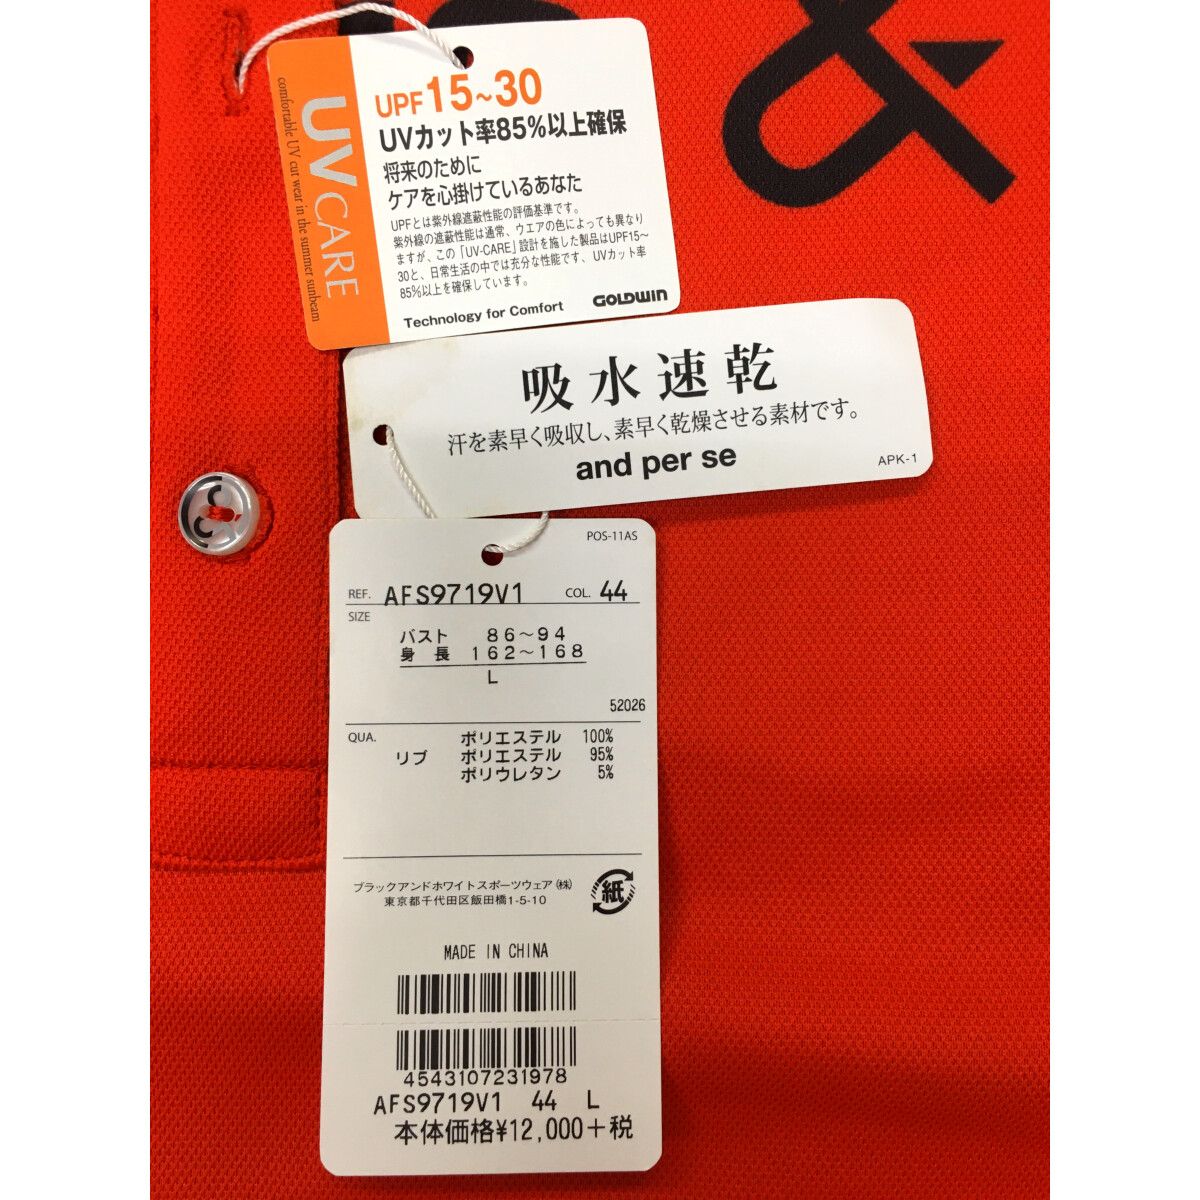 UV CARE
comfortable UV cut wear in the summer sunbeam
UPF15~30
UVカット率85%以上確保
将来のために
ケアを心掛けているあなた
UPFとは紫外線遮蔽性能の評価基準です。
紫外線の遮蔽性能は通常、ウエアの色によっても異なり
ますが、この「UV-CARE」設計を施した製品はUPF15～
30と、日常生活の中では充分な性能です、UVカット率
85%以上を確保しています。
Technology for Comfort GOLDWIN
吸水速乾
汗を素早く吸収し、素早く乾燥させる素材です。
and per se
APK-1
POS-11AS
REF. AFS9719V1 COL. 44
SIZE
バスト 86～94
身長 162～168
L
52026
QUA. ポリエステル 100%
リブ ポリエステル 95%
ポリウレタン 5%
ブラックアンドホワイトスポーツウェア㈱
東京都千代田区飯田橋1-5-10
紙
MADE IN CHINA
4543107231978
AFS9719V1 44 L
本体価格¥12,000+税
&